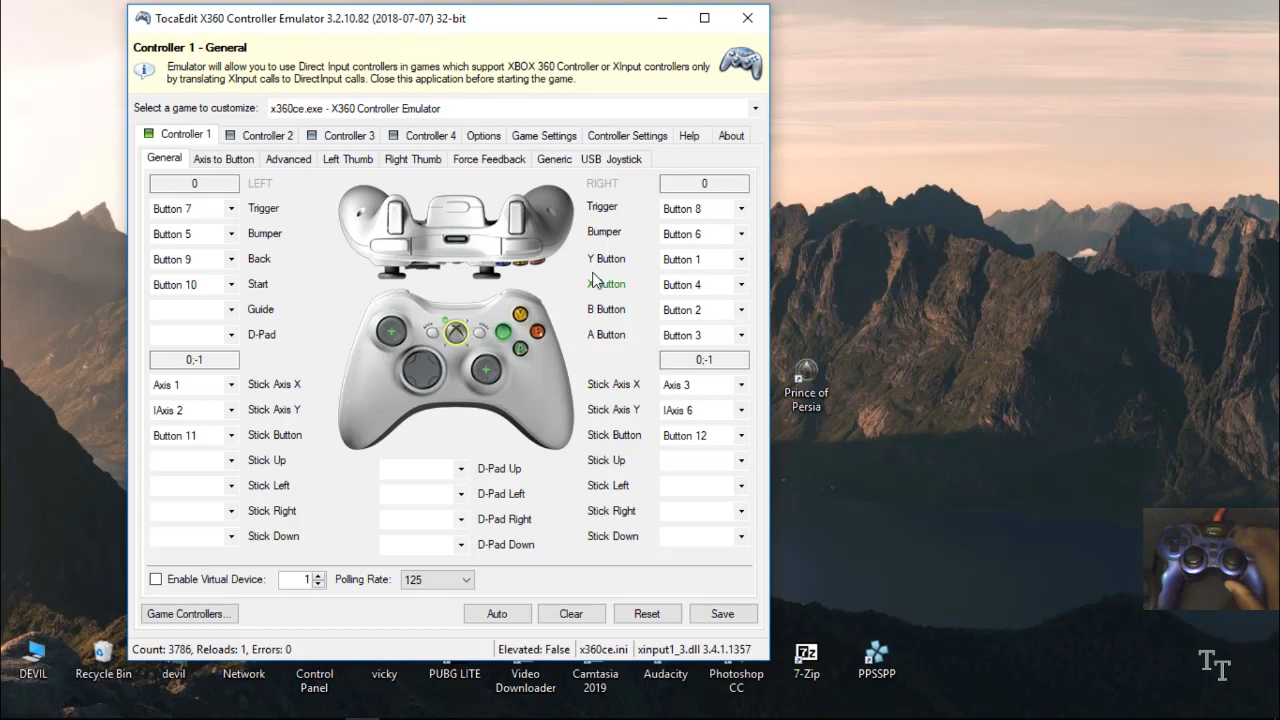 TocaEdit X360 Controller Emulator 3.2.10.82 (2018-07-07) 32-bit
Controller 1 - General
Emulator will allow you to use Direct Input controllers in games which support XBOX 360 Controller or XInput controllers only
by translating XInput calls to DirectInput calls. Close this application before starting the game.
Select a game to customize: x360ce.exe - X360 Controller Emulator
Controller 1 Controller 2 Controller 3 Controller 4 Options Game Settings Controller Settings Help About
General Axis to Button Advanced Left Thumb Right Thumb Force Feedback Generic USB Joystick
0 LEFT RIGHT 0
Button 7 Trigger Trigger Button 8
Button 5 Bumper Bumper Button 6
Button 9 Back Y Button Button 1
Button 10 Start X Button Button 4
Guide B Button Button 2
D-Pad A Button Button 3
0;-1 0;-1
Axis 1 Stick Axis X Stick Axis X Axis 3
IAxis 2 Stick Axis Y Stick Axis Y IAxis 6
Button 11 Stick Button Stick Button Button 12
Stick Up D-Pad Up Stick Up
Stick Left D-Pad Left Stick Left
Stick Right D-Pad Right Stick Right
Stick Down D-Pad Down Stick Down
Enable Virtual Device: 1 Polling Rate: 125
Game Controllers... Auto Clear Reset Save
Count: 3786, Reloads: 1, Errors: 0 Elevated: False x360ce.ini xinput1_3.dll 3.4.1.1357
Prince of
Persia
DEVIL Recycle Bin devil Network Control
Panel vicky PUBG LITE Video
Downloader Camtasia
2019 Audacity Photoshop
CC 7-Zip PPSSPP
TT